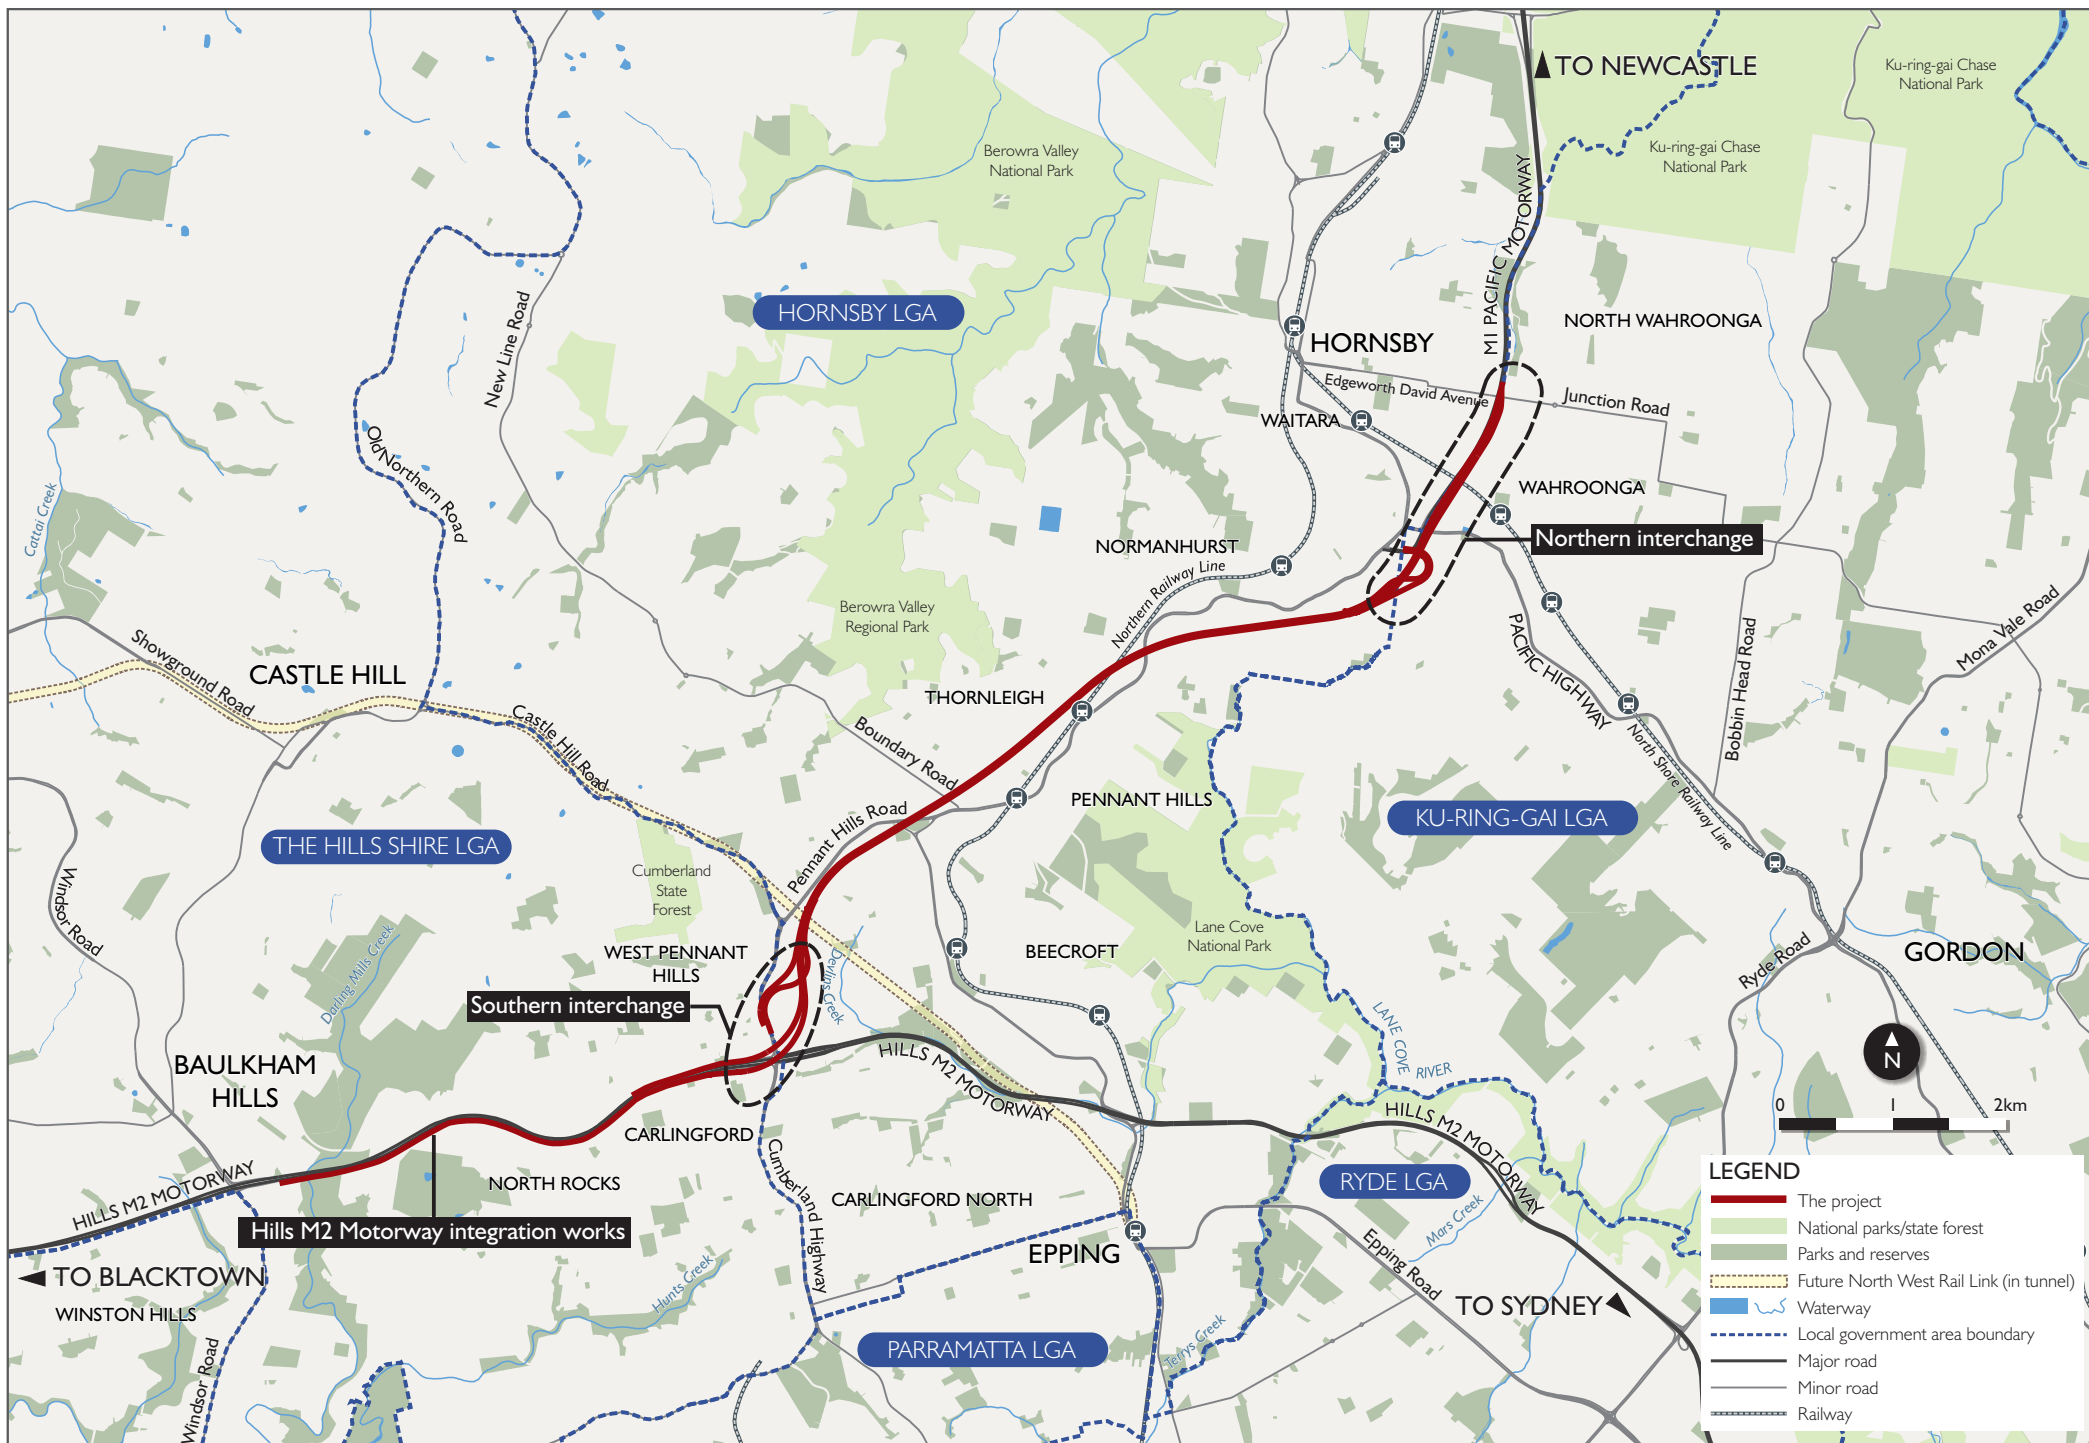 TO NEWCASTLE
Ku-ring-gai Chase
National Park
Ku-ring-gai Chase
National Park
Berowra Valley
National Park
M1 PACIFIC MOTORWAY
HORNSBY LGA
NORTH WAHROONGA
New Line Road
HORNSBY
Edgeworth David Avenue
Junction Road
WAITARA
Old Northern Road
WAHROONGA
Cattai Creek
Northern interchange
NORMANHURST
Northern Railway Line
Berowra Valley
Regional Park
Showground Road
CASTLE HILL
PACIFIC HIGHWAY
Bobbin Head Road
Mona Vale Road
THORNLEIGH
Castle Hill Road
Boundary Road
North Shore Railway Line
PENNANT HILLS
KU-RING-GAI LGA
Pennant Hills Road
THE HILLS SHIRE LGA
Windsor Road
Cumberland
State
Forest
Lane Cove
National Park
WEST PENNANT
HILLS
BEECROFT
Ryde Road
GORDON
Darling Mills Creek
Devlins Creek
Southern interchange
LANE COVE RIVER
N
BAULKHAM
HILLS
HILLS M2 MOTORWAY
0 1 2km
HILLS M2 MOTORWAY
CARLINGFORD
Cumberland Highway
NORTH ROCKS
CARLINGFORD NORTH
RYDE LGA
HILLS M2 MOTORWAY
Mars Creek
Hills M2 Motorway integration works
EPPING
Epping Road
TO BLACKTOWN
WINSTON HILLS
Hunts Creek
TO SYDNEY
Windsor Road
PARRAMATTA LGA
Terrys Creek
LEGEND
The project
National parks/state forest
Parks and reserves
Future North West Rail Link (in tunnel)
Waterway
Local government area boundary
Major road
Minor road
Railway